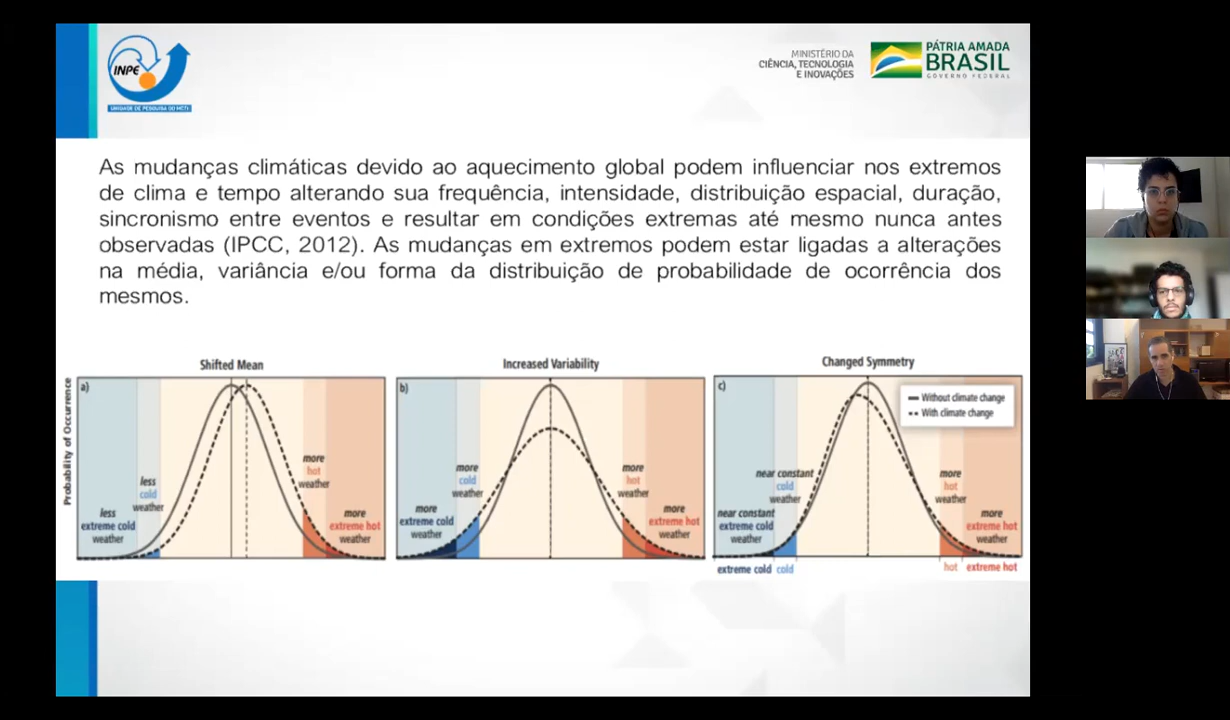 INPE
UNIDADE DE PESQUISA DO MCTI
MINISTÉRIO DA
CIÊNCIA, TECNOLOGIA
E INOVAÇÕES
PÁTRIA AMADA
BRASIL
GOVERNO FEDERAL
As mudanças climáticas devido ao aquecimento global podem influenciar nos extremos
de clima e tempo alterando sua frequência, intensidade, distribuição espacial, duração,
sincronismo entre eventos e resultar em condições extremas até mesmo nunca antes
observadas (IPCC, 2012). As mudanças em extremos podem estar ligadas a alterações
na média, variância e/ou forma da distribuição de probabilidade de ocorrência dos
mesmos.
Probability of Occurrence
Shifted Mean
a)
less
cold
weather
less
extreme cold
weather
more
hot
weather
more
extreme hot
weather
Increased Variability
b)
more
cold
weather
more
extreme cold
weather
more
hot
weather
more
extreme hot
weather
Changed Symmetry
c)
Without climate change
With climate change
near constant
cold
weather
near constant
extreme cold
weather
more
hot
weather
more
extreme hot
weather
extreme cold cold
hot extreme hot